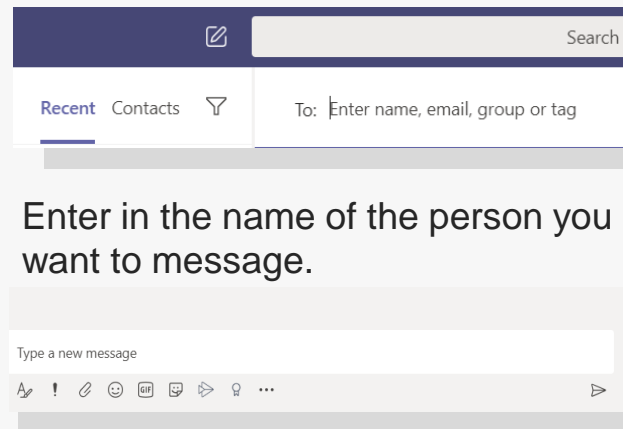 Search
Recent Contacts
To: Enter name, email, group or tag
Enter in the name of the person you
want to message.
Type a new message
GIF